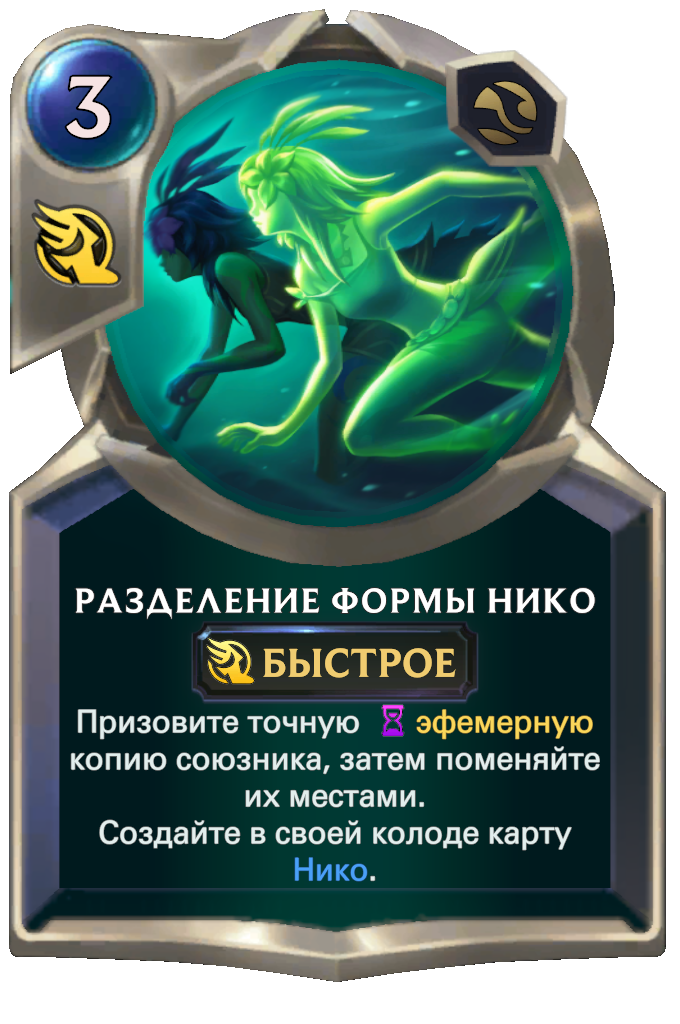 3
РАЗДЕЛЕНИЕ ФОРМЫ НИКО
БЫСТРОЕ
Призовите точную эфемерную
копию союзника, затем поменяйте
их местами.
Создайте в своей колоде карту
Нико.